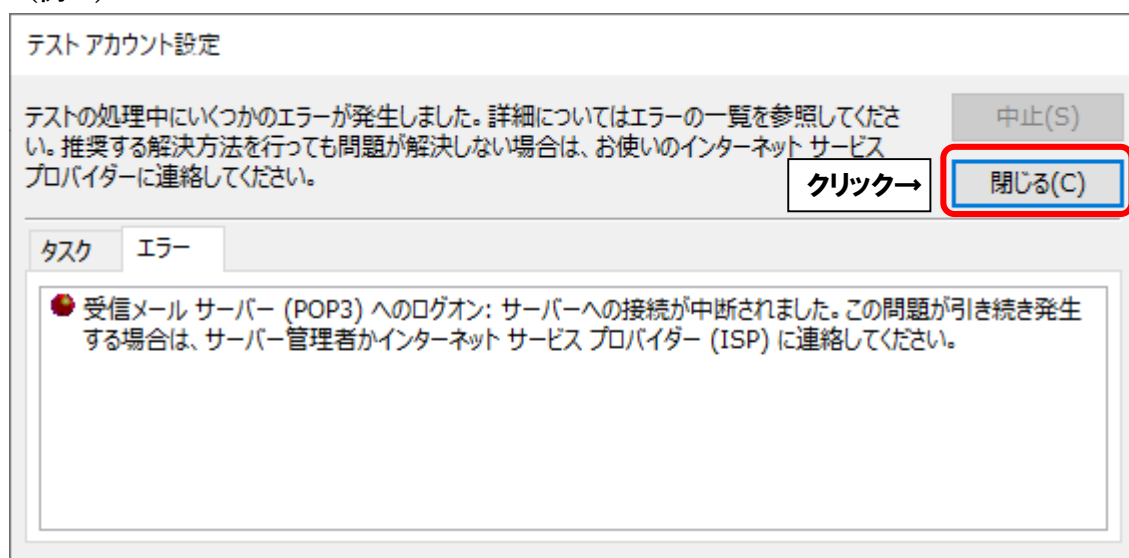 テスト アカウント設定
テストの処理中にいくつかのエラーが発生しました。詳細についてはエラーの一覧を参照してくださ
い。推奨する解決方法を行っても問題が解決しない場合は、お使いのインターネット サービス
プロバイダーに連絡してください。
中止(S)
クリック→
閉じる(C)
タスク
エラー
受信メール サーバー (POP3) へのログオン: サーバーへの接続が中断されました。この問題が引き続き発生
する場合は、サーバー管理者かインターネット サービス プロバイダー (ISP) に連絡してください。